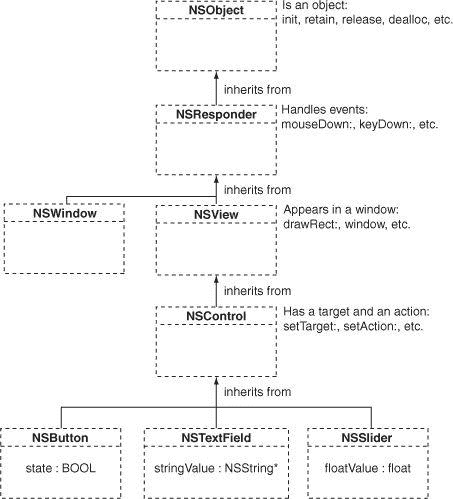 NSObject
Is an object:
init, retain, release, dealloc, etc.
inherits from
NSResponder
Handles events:
mouseDown:, keyDown:, etc.
inherits from
NSWindow
NSView
Appears in a window:
drawRect:, window, etc.
inherits from
NSControl
Has a target and an action:
setTarget:, setAction:, etc.
inherits from
NSButton
state : BOOL
NSTextField
stringValue : NSString*
NSSlider
floatValue : float